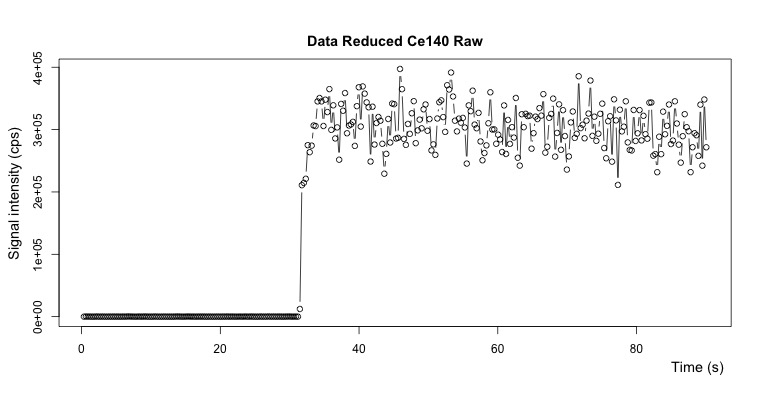 Data Reduced Ce140 Raw
4e+05
3e+05
2e+05
1e+05
0e+00
Signal intensity (cps)
0 20 40 60 80
Time (s)